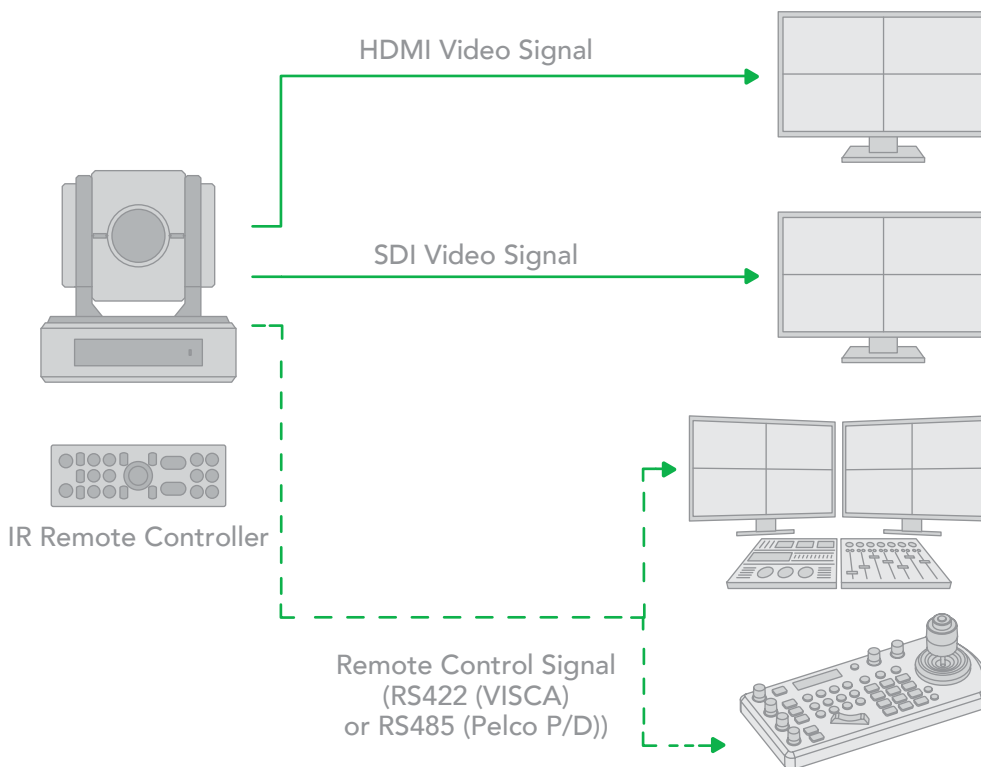 HDMI Video Signal
SDI Video Signal
IR Remote Controller
Remote Control Signal
(RS422 (VISCA)
or RS485 (Pelco P/D))